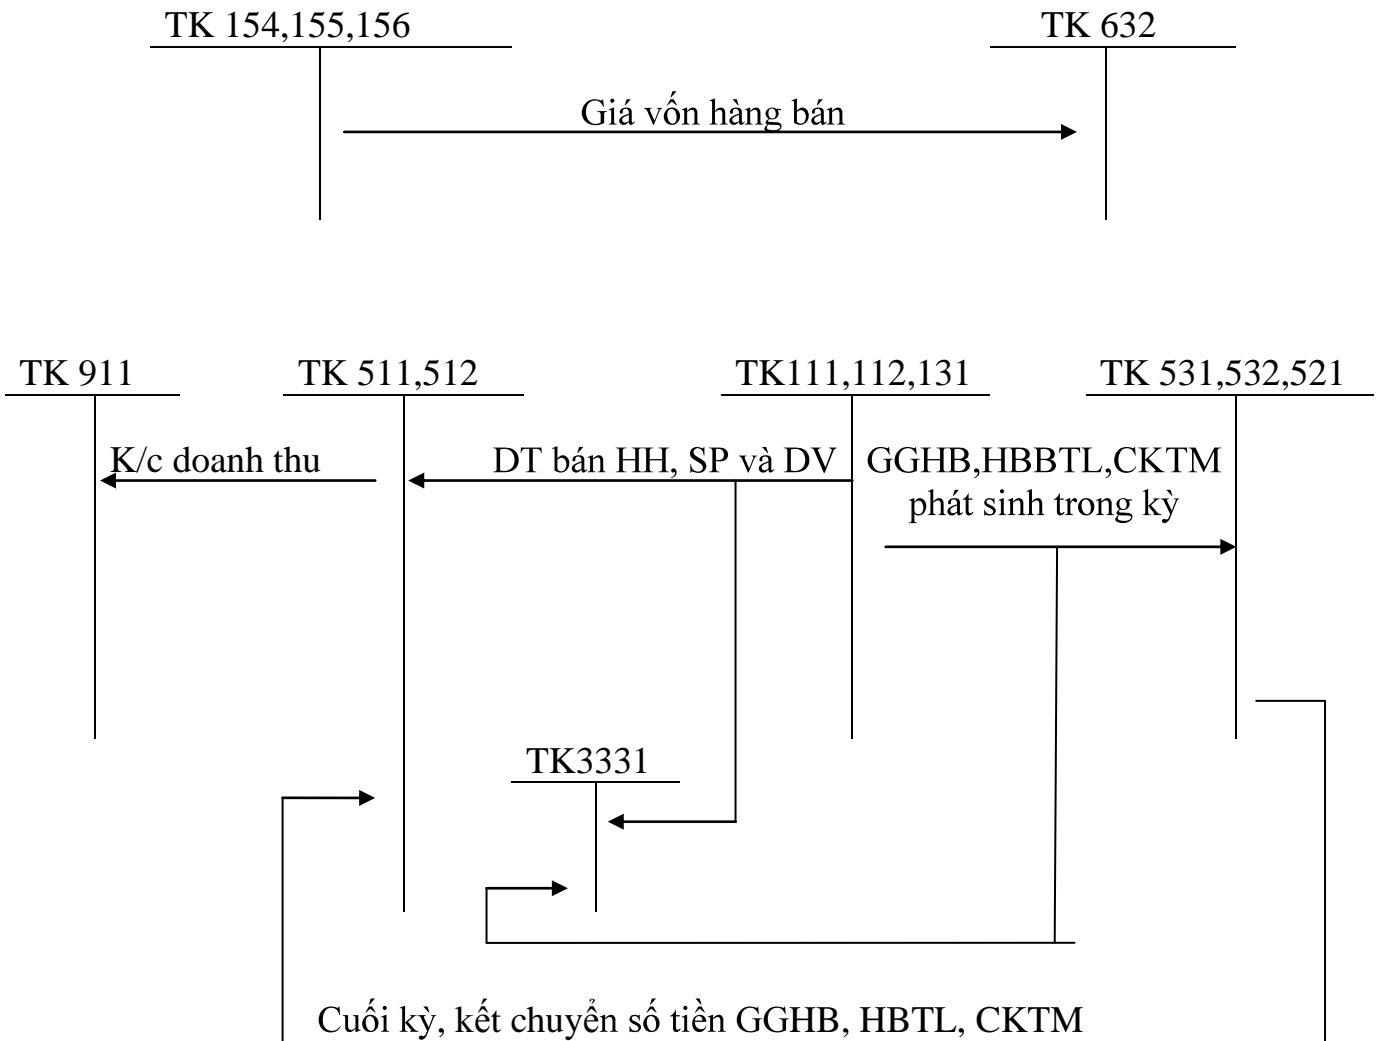 TK 154,155,156
TK 632
Giá vốn hàng bán
TK 911
TK 511,512
TK111,112,131
TK 531,532,521
K/c doanh thu
DT bán HH, SP và DV
GGHB,HBBTL,CKTM
phát sinh trong kỳ
TK3331
Cuối kỳ, kết chuyển số tiền GGHB, HBTL, CKTM